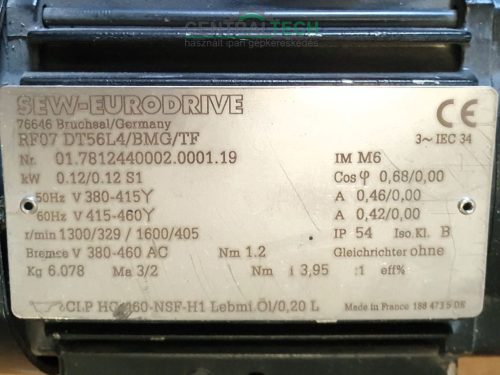 CENTRALTECH
használt ipari gépkereskedés
SEW-EURODRIVE
76646 Bruchsal/Germany
RF07 DT56L4/BMG/TF 3~ IEC 34
CE
Nr. 01.7812440002.0001.19 IM M6
kW 0.12/0.12 S1 Cos φ 0,68/0,00
50Hz V 380-415Y A 0,46/0,00
60Hz V 415-460Y A 0,42/0,00
r/min 1300/329 / 1600/405 IP 54 Iso.Kl. B
Bremse V 380-460 AC Nm 1.2 Gleichrichter ohne
Kg 6.078 Ma 3/2 Nm i 3,95 :1 eff%
CLP HC-460-NSF-H1 Lebmi.Öl/0,20 L Made in France 188 473 5 DE